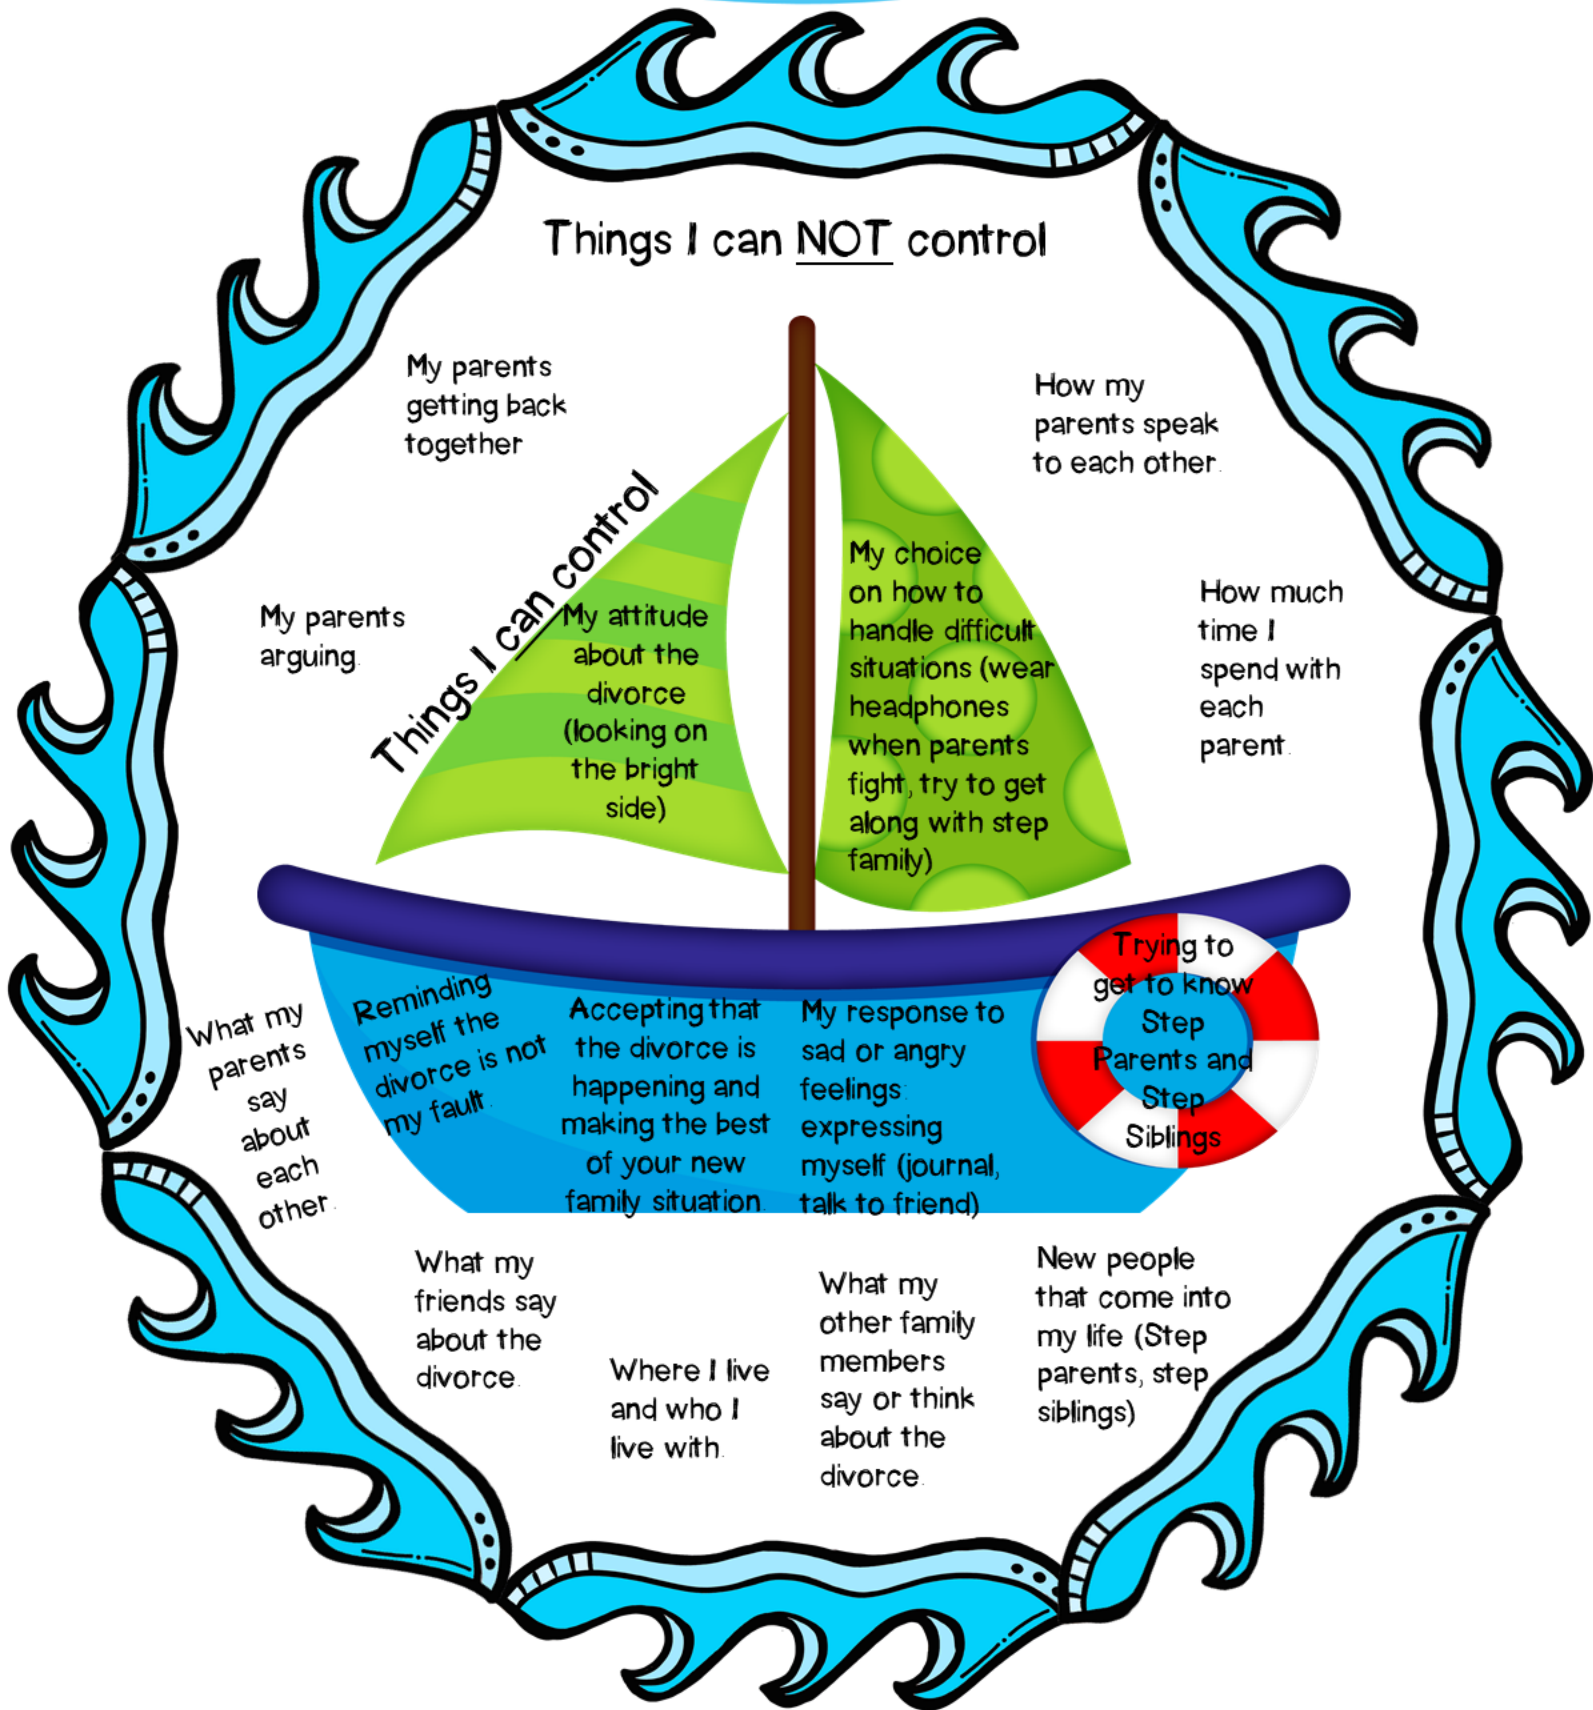 Things I can NOT control
My parents
getting back
together
How my
parents speak
to each other.
Things I can control
My parents
arguing.
My attitude
about the
divorce
(looking on
the bright
side)
My choice
on how to
handle difficult
situations (wear
headphones
when parents
fight, try to get
along with step
family)
How much
time I
spend with
each
parent.
What my
parents
say
about
each
other.
Reminding
myself the
divorce is not
my fault.
Accepting that
the divorce is
happening and
making the best
of your new
family situation.
My response to
sad or angry
feelings:
expressing
myself (journal,
talk to friend)
Trying to
get to know
Step
Parents and
Step
Siblings
What my
friends say
about the
divorce.
Where I live
and who I
live with.
What my
other family
members
say or think
about the
divorce.
New people
that come into
my life (Step
parents, step
siblings)